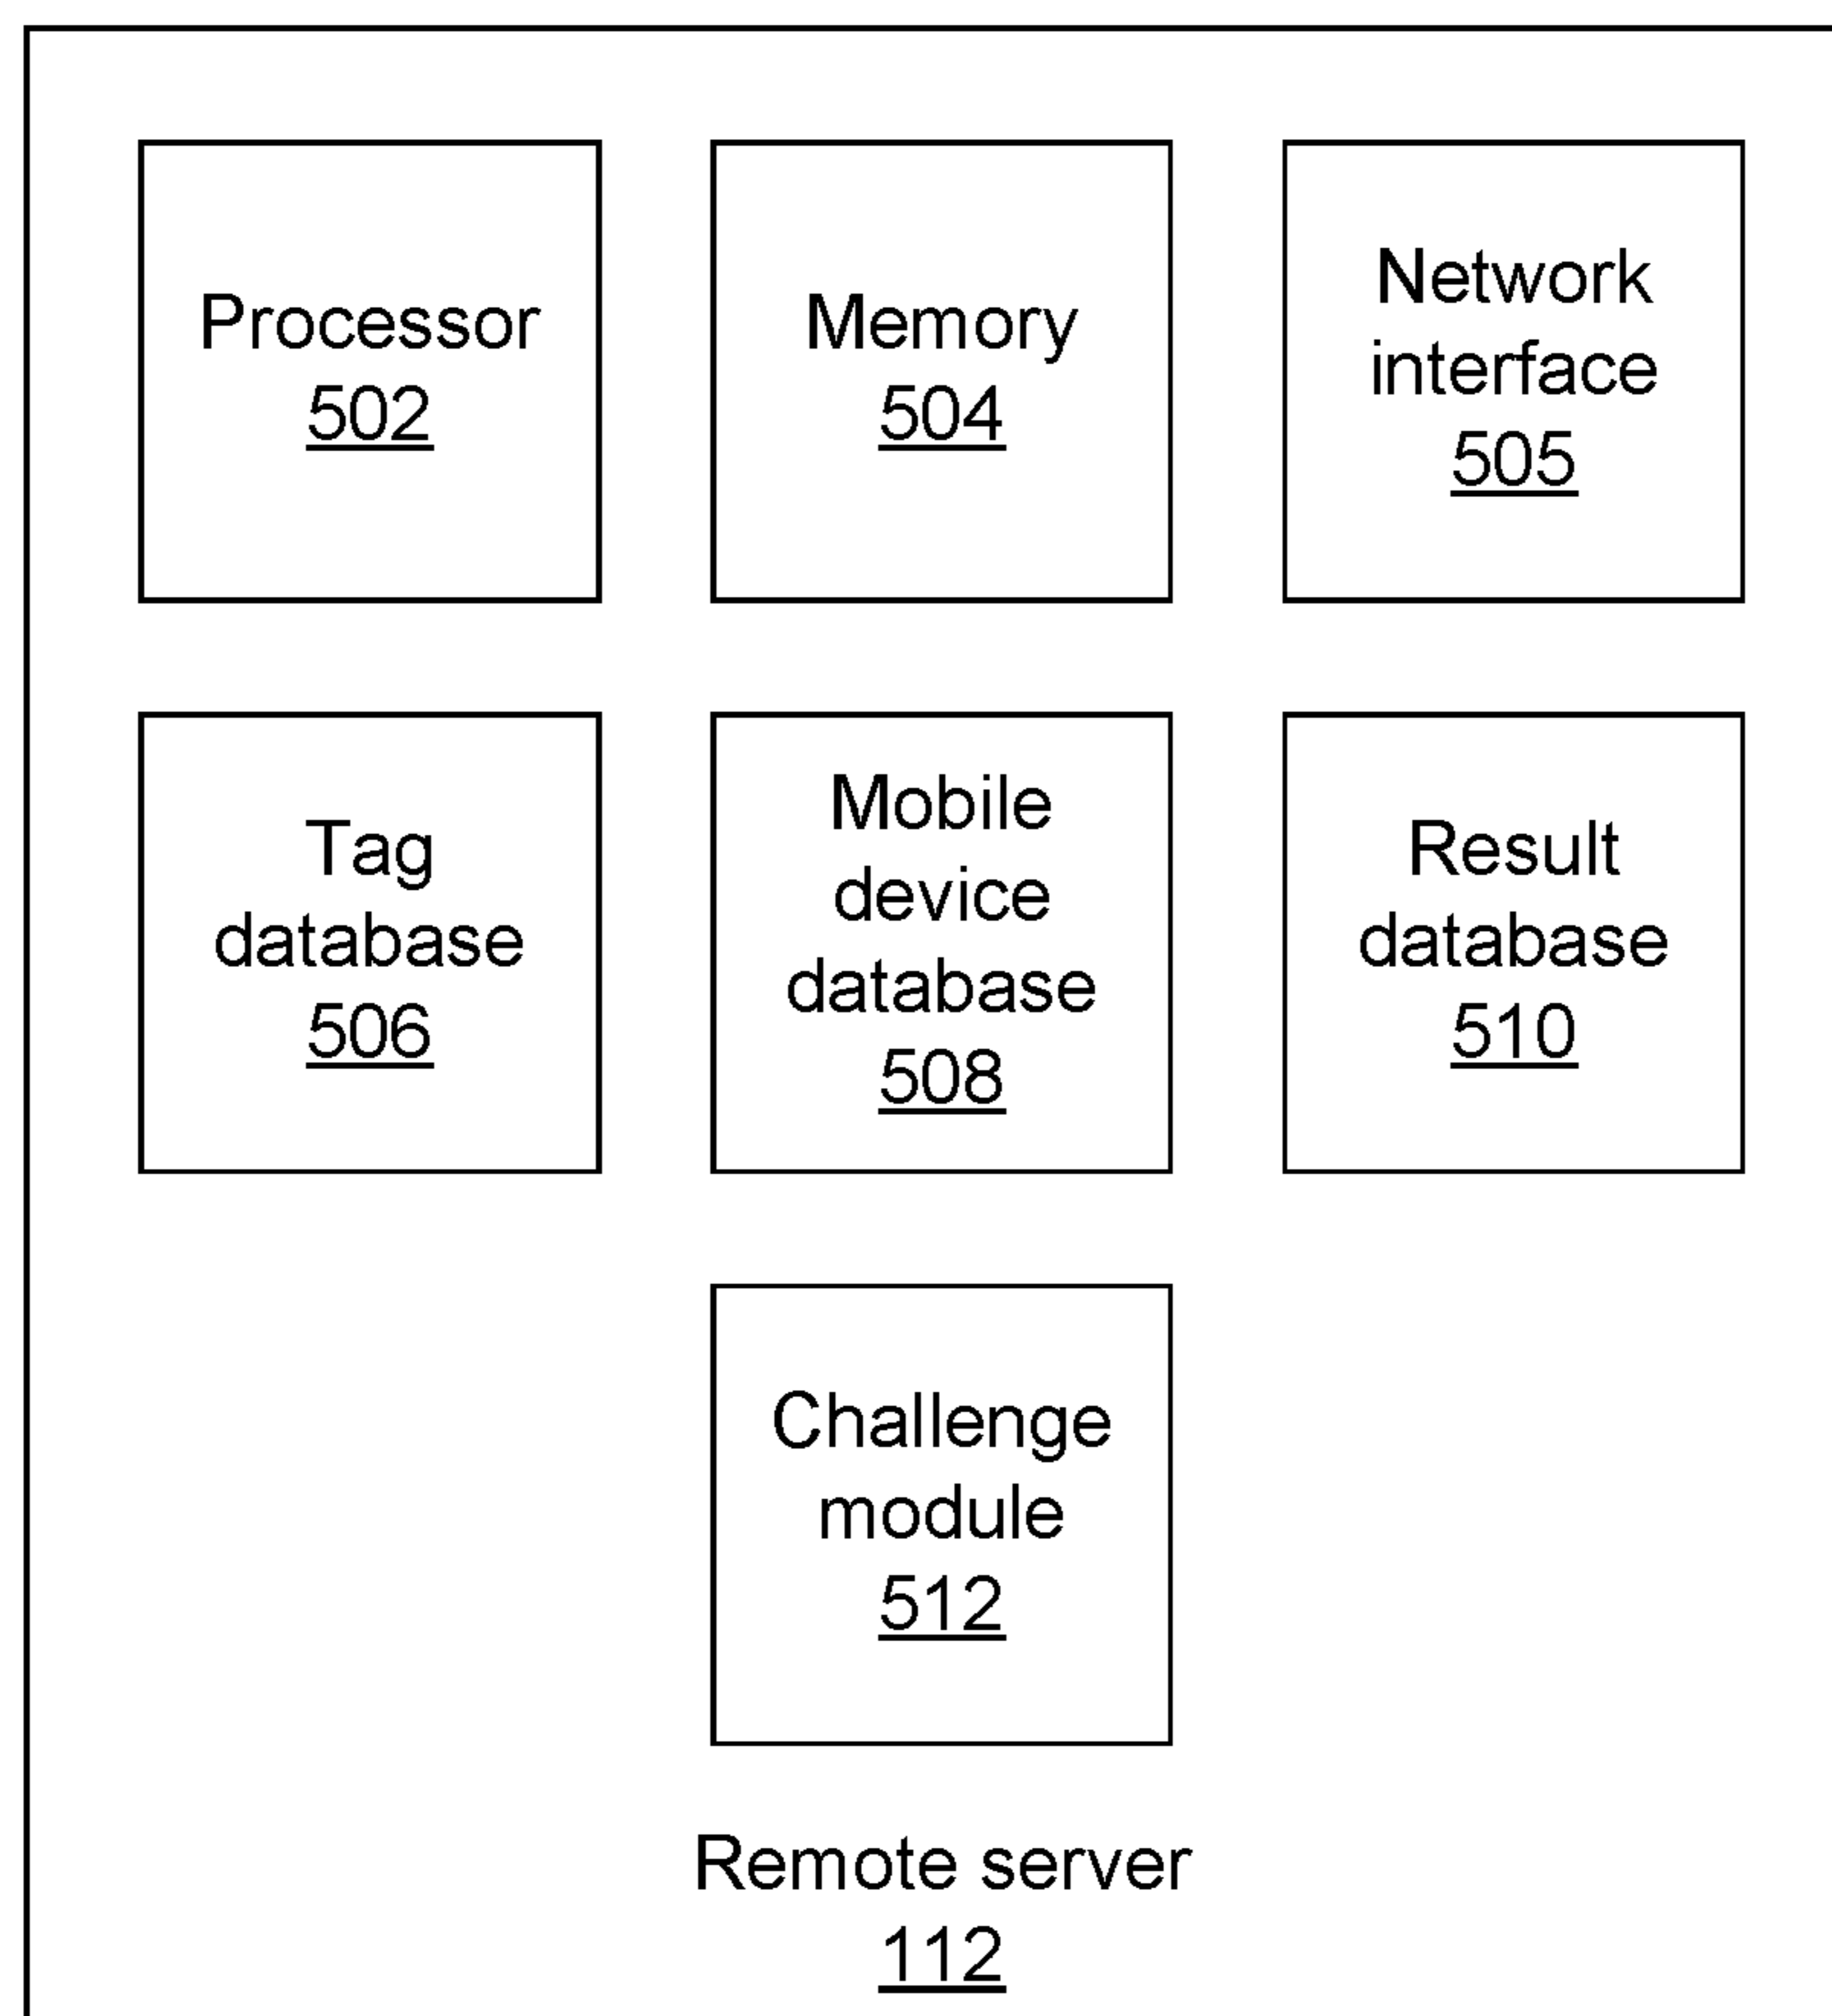 Processor
502
Memory
504
Network
interface
505
Tag
database
506
Mobile
device
database
508
Result
database
510
Challenge
module
512
Remote server
112